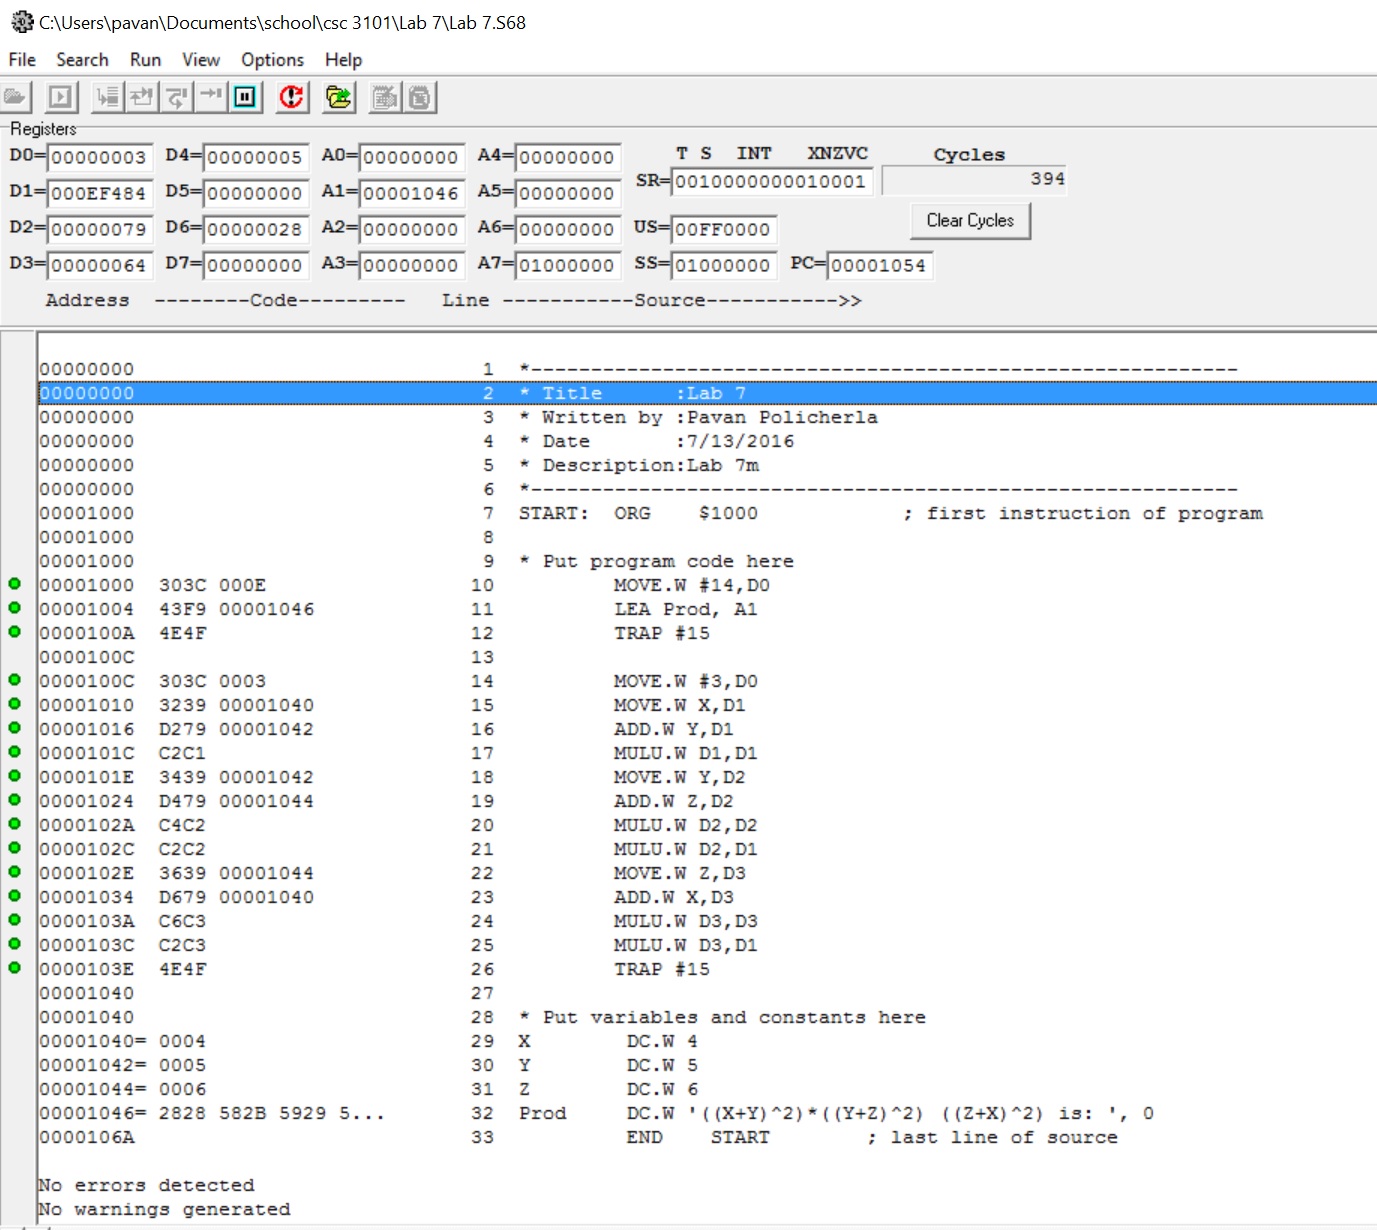 C:\Users\pavan\Documents\school\csc 3101\Lab 7\Lab 7.S68
File Search Run View Options Help
Registers
D0=00000003 D4=00000005 A0=00000000 A4=00000000 T S INT XNZVC Cycles
D1=000EF484 D5=00000000 A1=00001046 A5=00000000 SR=0010000000010001 394
D2=00000079 D6=00000028 A2=00000000 A6=00000000 US=00FF0000 Clear Cycles
D3=00000064 D7=00000000 A3=00000000 A7=01000000 SS=01000000 PC=00001054
Address --------Code--------- Line -----------Source----------->>
00000000 1 *-----------------------------------------------------------
00000000 2 * Title :Lab 7
00000000 3 * Written by :Pavan Policherla
00000000 4 * Date :7/13/2016
00000000 5 * Description:Lab 7m
00000000 6 *-----------------------------------------------------------
00001000 7 START: ORG $1000 ; first instruction of program
00001000 8
00001000 9 * Put program code here
00001000 303C 000E 10 MOVE.W #14,D0
00001004 43F9 00001046 11 LEA Prod, A1
0000100A 4E4F 12 TRAP #15
0000100C 13
0000100C 303C 0003 14 MOVE.W #3,D0
00001010 3239 00001040 15 MOVE.W X,D1
00001016 D279 00001042 16 ADD.W Y,D1
0000101C C2C1 17 MULU.W D1,D1
0000101E 3439 00001042 18 MOVE.W Y,D2
00001024 D479 00001044 19 ADD.W Z,D2
0000102A C4C2 20 MULU.W D2,D2
0000102C C2C2 21 MULU.W D2,D1
0000102E 3639 00001044 22 MOVE.W Z,D3
00001034 D679 00001040 23 ADD.W X,D3
0000103A C6C3 24 MULU.W D3,D3
0000103C C2C3 25 MULU.W D3,D1
0000103E 4E4F 26 TRAP #15
00001040 27
00001040 28 * Put variables and constants here
00001040= 0004 29 X DC.W 4
00001042= 0005 30 Y DC.W 5
00001044= 0006 31 Z DC.W 6
00001046= 2828 582B 5929 5... 32 Prod DC.W '((X+Y)^2)*((Y+Z)^2) ((Z+X)^2) is: ', 0
0000106A 33 END START ; last line of source
No errors detected
No warnings generated